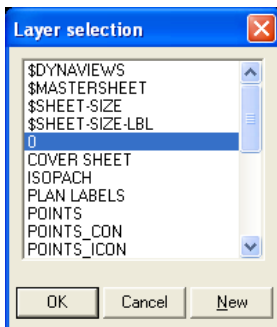 Layer selection
$DYNAVIEWS
$MASTERSHEET
$SHEET-SIZE
$SHEET-SIZE-LBL
0
COVER SHEET
ISOPACH
PLAN LABELS
POINTS
POINTS_CON
POINTS_ICON
OK Cancel New